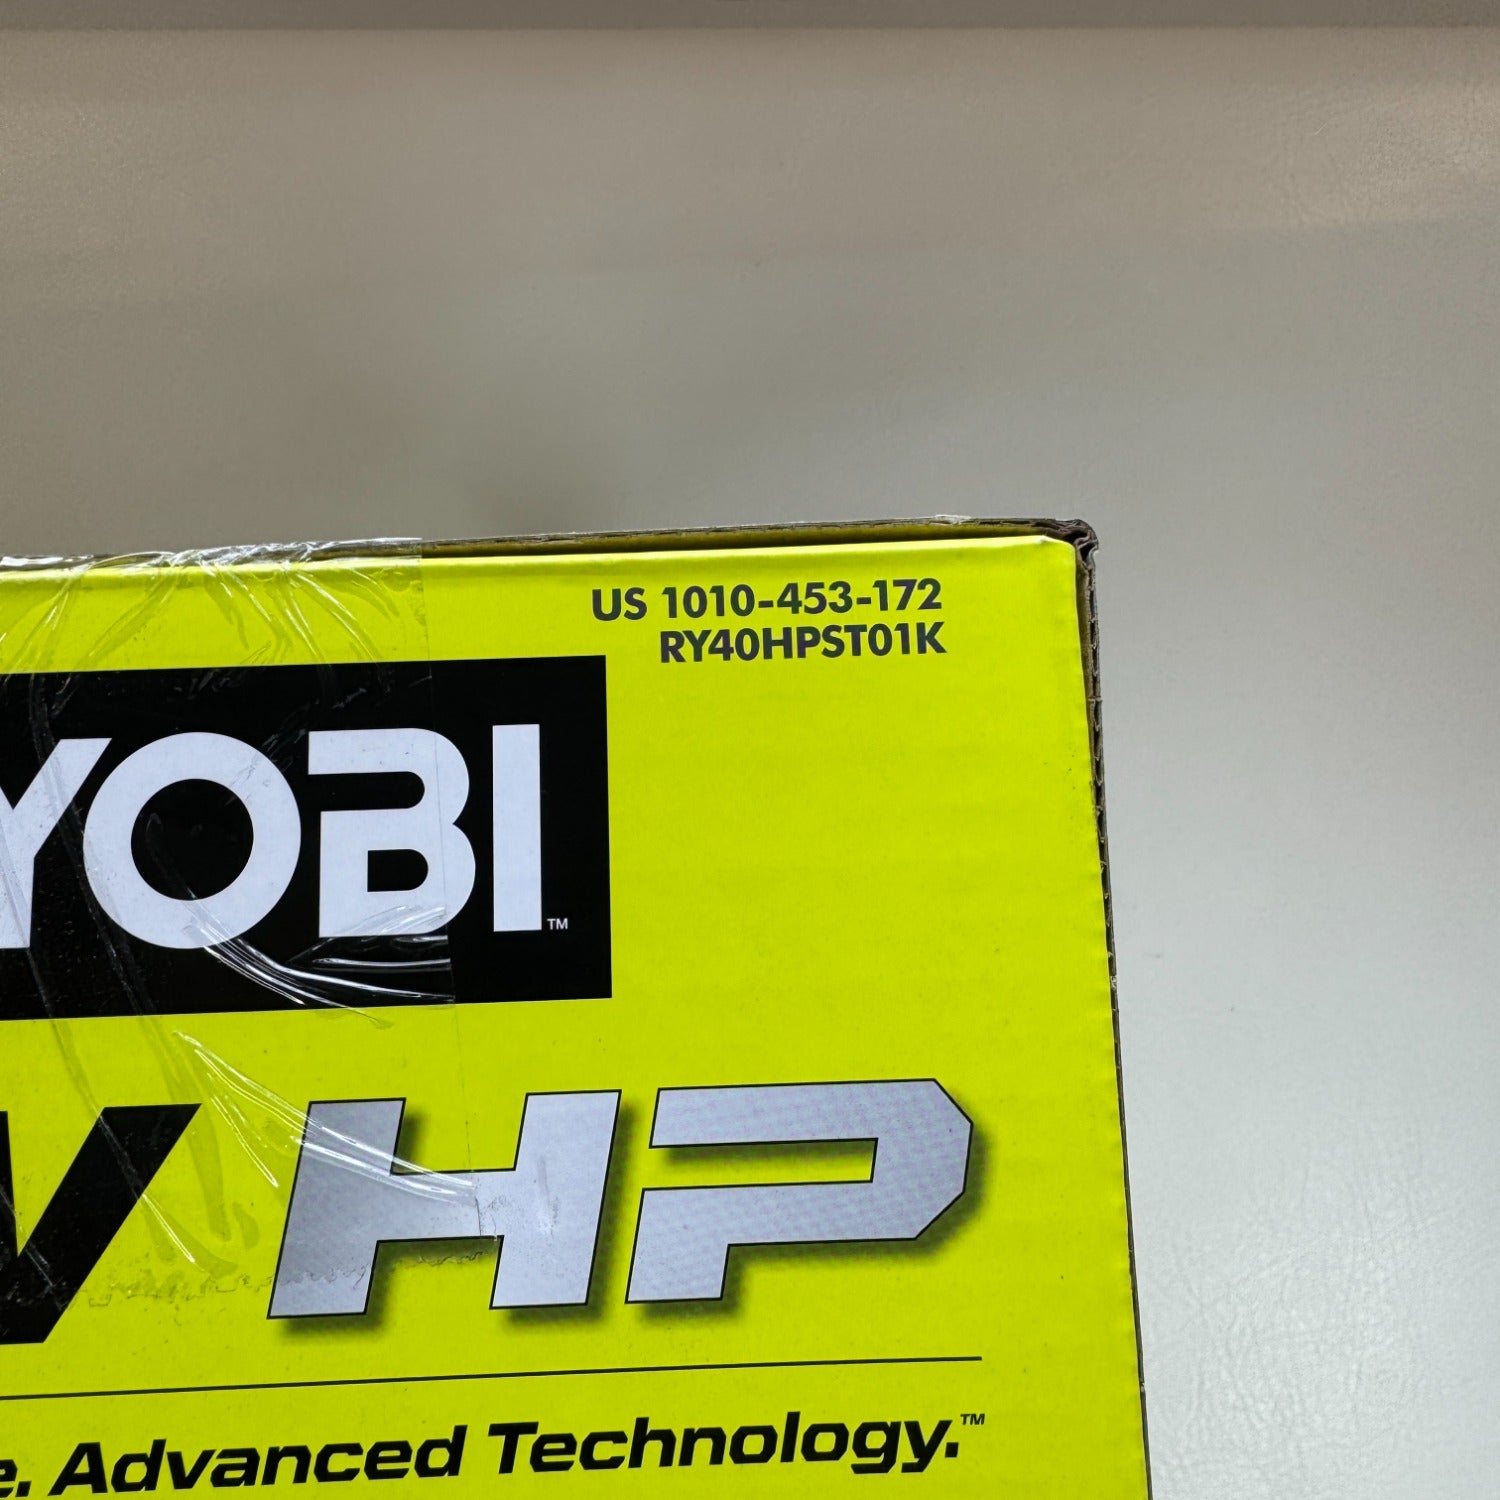 US 1010-453-172
RY40HPST01K
YOBI™
V HP
e. Advanced Technology.™